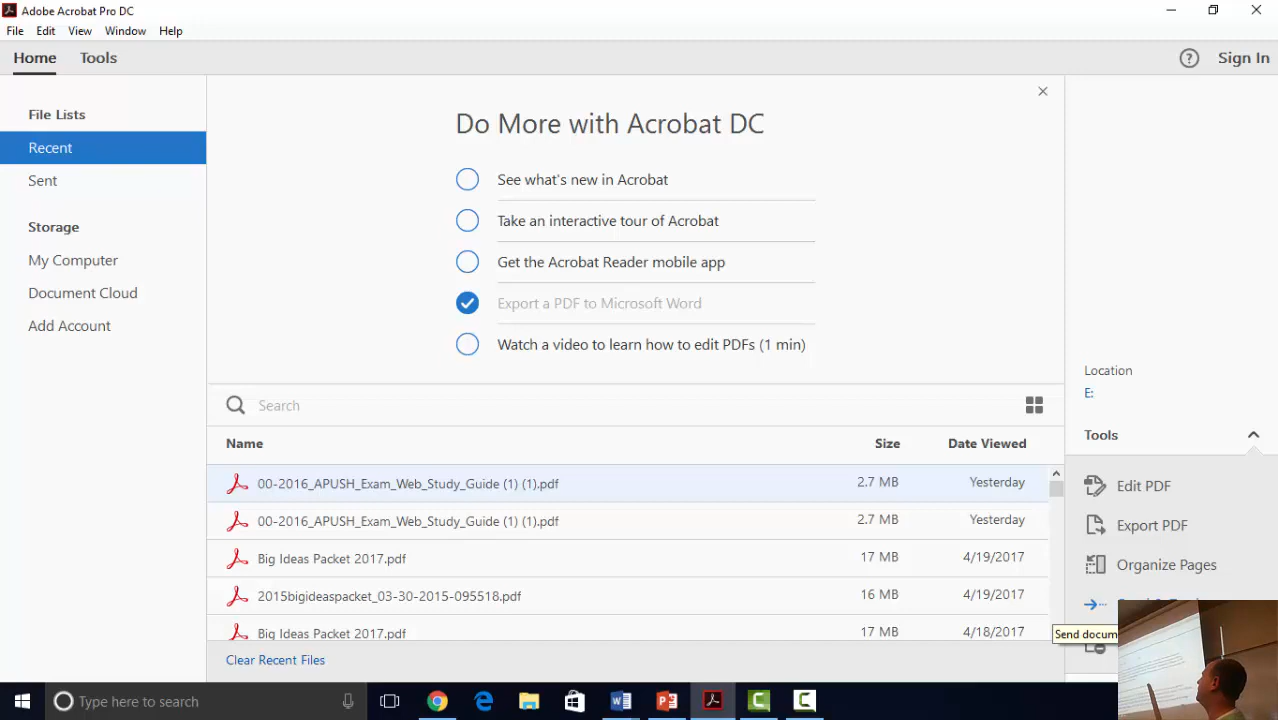 Adobe Acrobat Pro DC
File Edit View Window Help
Home Tools Sign In
File Lists
Recent
Sent
Storage
My Computer
Document Cloud
Add Account
Do More with Acrobat DC
See what's new in Acrobat
Take an interactive tour of Acrobat
Get the Acrobat Reader mobile app
Export a PDF to Microsoft Word
Watch a video to learn how to edit PDFs (1 min)
Search
Name Size Date Viewed
00-2016_APUSH_Exam_Web_Study_Guide (1) (1).pdf 2.7 MB Yesterday
00-2016_APUSH_Exam_Web_Study_Guide (1) (1).pdf 2.7 MB Yesterday
Big Ideas Packet 2017.pdf 17 MB 4/19/2017
2015bigideaspacket_03-30-2015-095518.pdf 16 MB 4/19/2017
Big Ideas Packet 2017.pdf 17 MB 4/18/2017
Clear Recent Files
Location
E:
Tools
Edit PDF
Export PDF
Organize Pages
Send docum
Type here to search